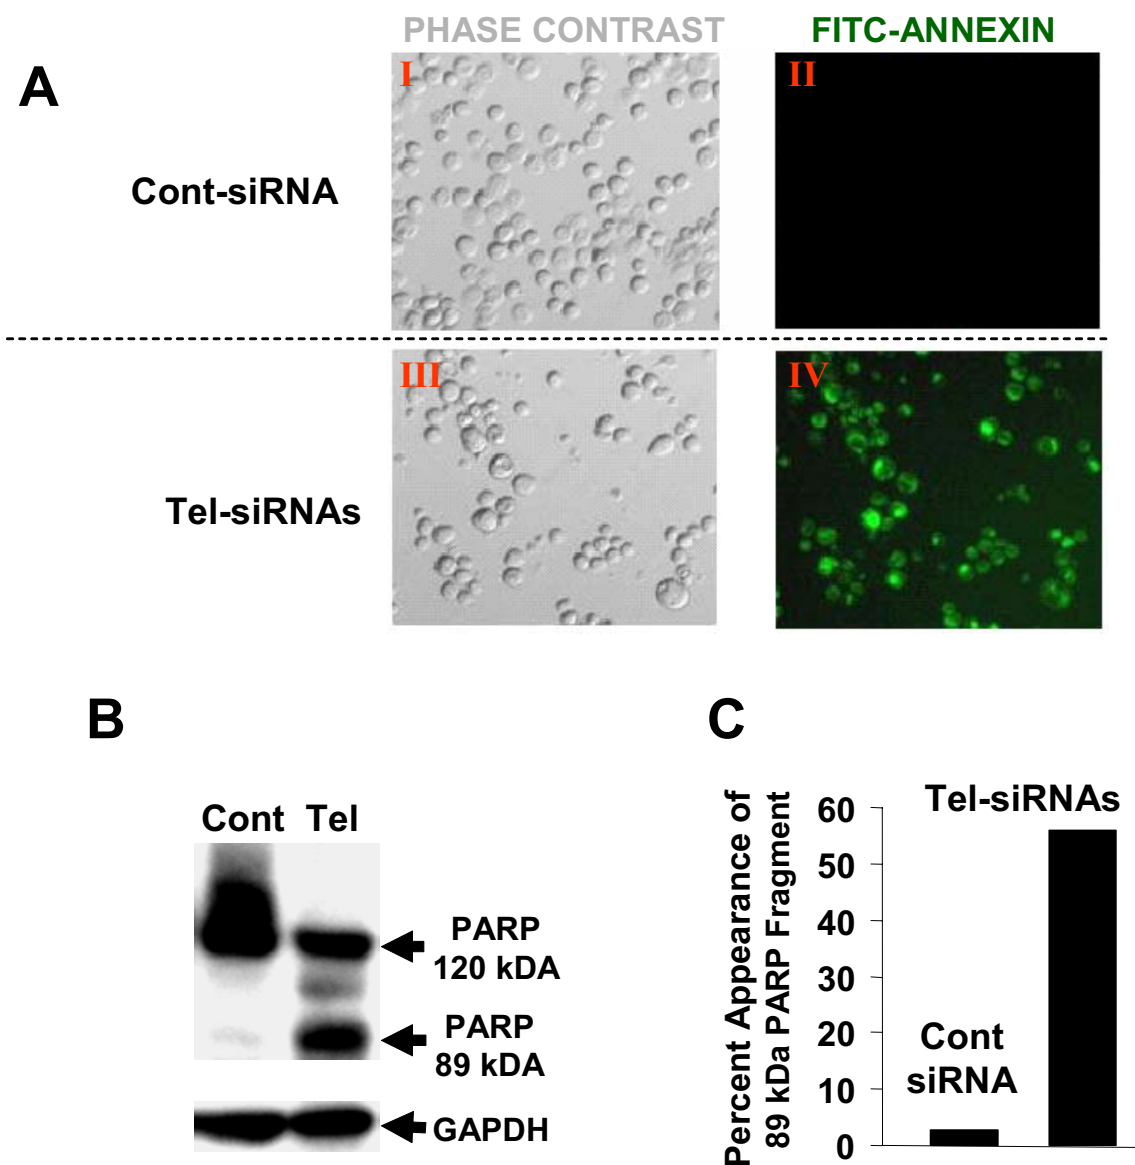 PHASE CONTRAST
FITC-ANNEXIN
A
I
II
Cont-siRNA
III
IV
Tel-siRNAs
B
C
Cont Tel
PARP
120 kDA
PARP
89 kDA
GAPDH
Percent Appearance of
89 kDa PARP Fragment
60
50
40
30
20
10
0
Tel-siRNAs
Cont
siRNA